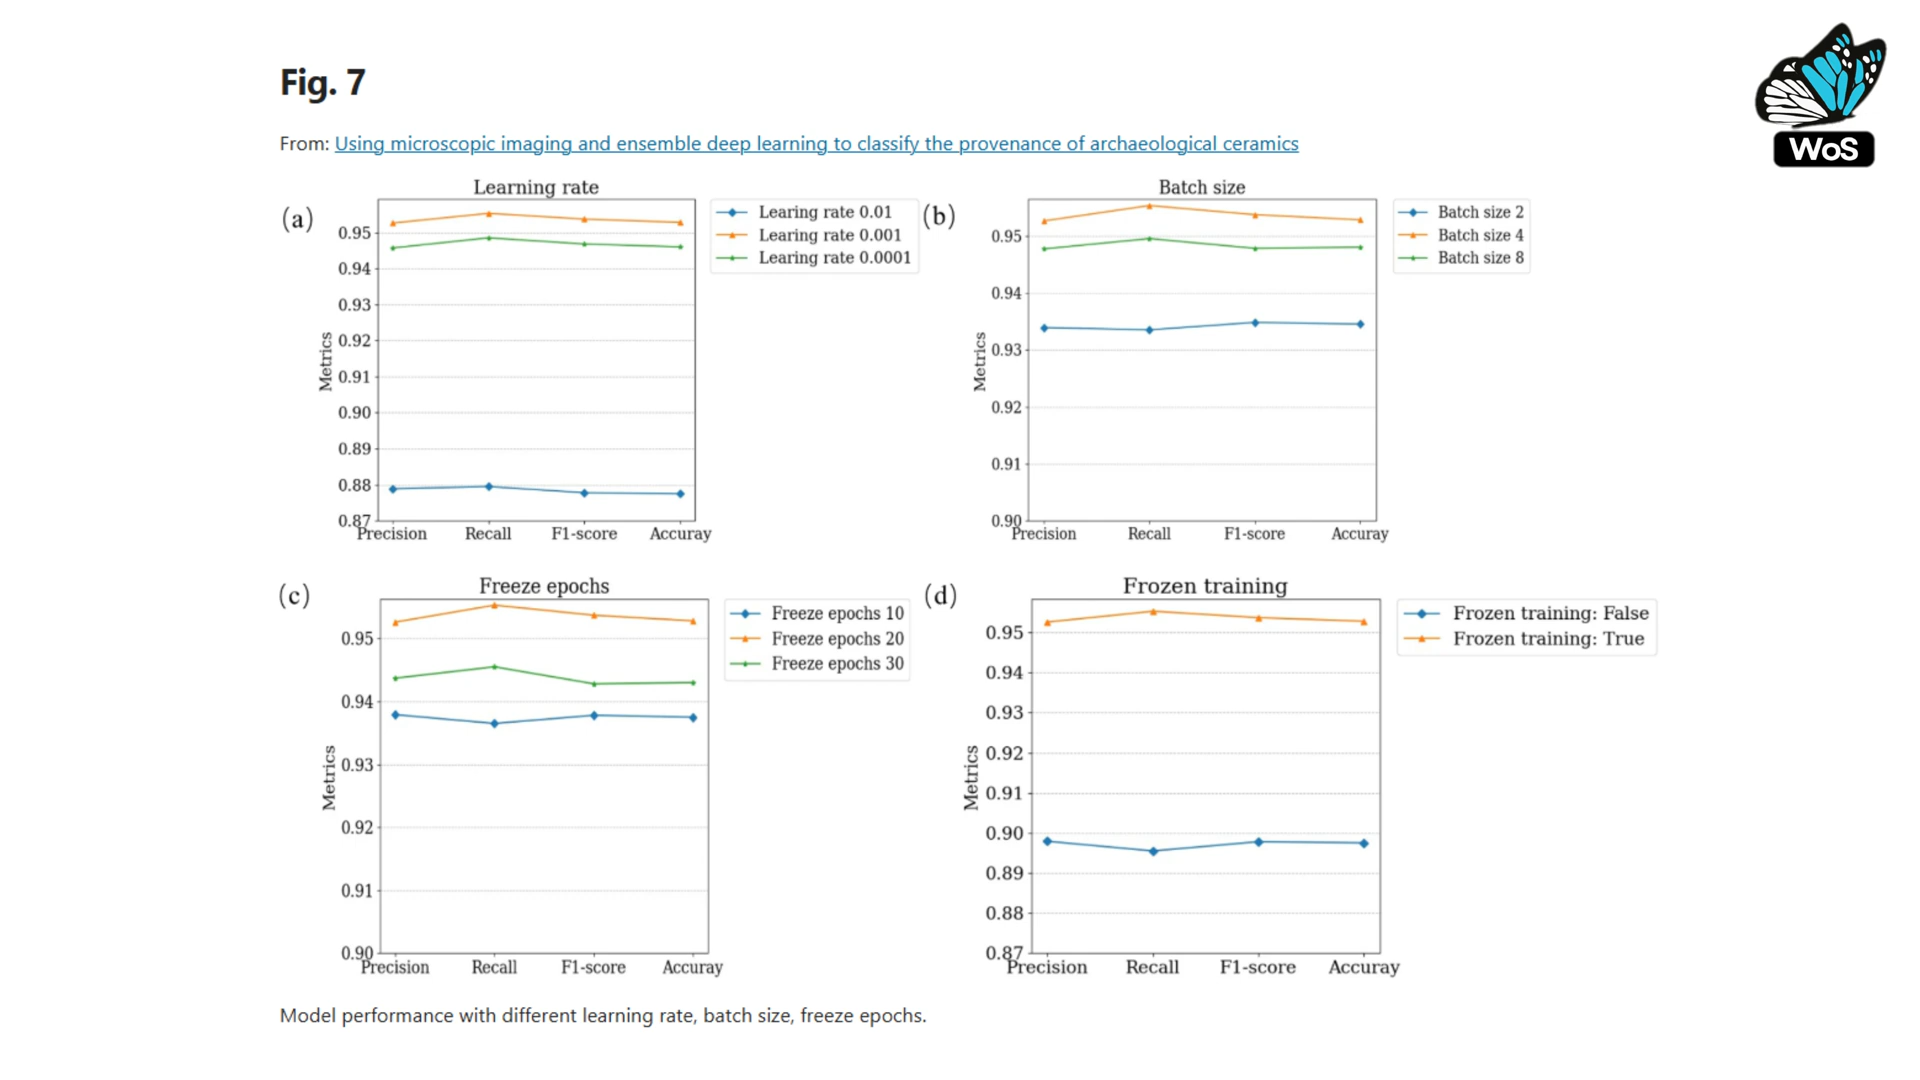 Fig. 7
WoS
From: Using microscopic imaging and ensemble deep learning to classify the provenance of archaeological ceramics
(a)
Learning rate
Metrics
0.95
0.94
0.93
0.92
0.91
0.90
0.89
0.88
0.87
Precision Recall F1-score Accuray
Learing rate 0.01
Learing rate 0.001
Learing rate 0.0001
(b)
Batch size
Metrics
0.95
0.94
0.93
0.92
0.91
0.90
Precision Recall F1-score Accuray
Batch size 2
Batch size 4
Batch size 8
(c)
Freeze epochs
Metrics
0.95
0.94
0.93
0.92
0.91
0.90
Precision Recall F1-score Accuray
Freeze epochs 10
Freeze epochs 20
Freeze epochs 30
(d)
Frozen training
Metrics
0.95
0.94
0.93
0.92
0.91
0.90
0.89
0.88
0.87
Precision Recall F1-score Accuray
Frozen training: False
Frozen training: True
Model performance with different learning rate, batch size, freeze epochs.